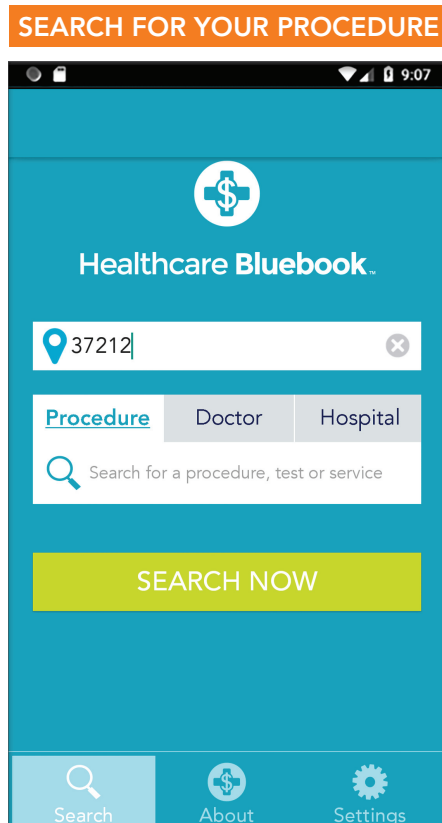 SEARCH FOR YOUR PROCEDURE
9:07
$
Healthcare Bluebook™
37212
Procedure Doctor Hospital
Search for a procedure, test or service
SEARCH NOW
$
Search About Settings